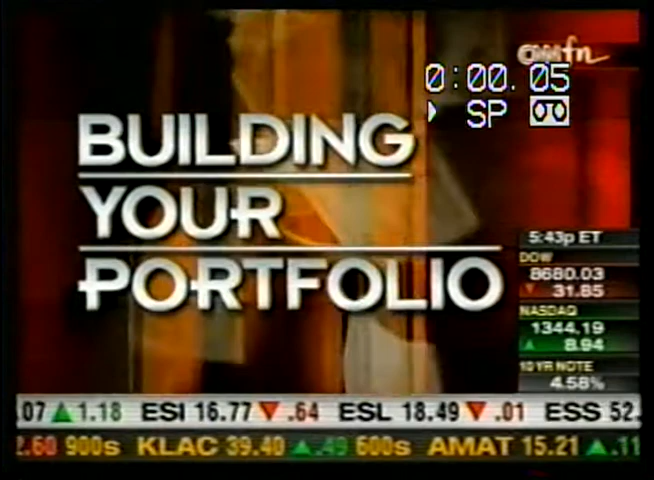 cnnfn
0:00.05
SP
BUILDING
YOUR
PORTFOLIO
5:43p ET
DOW
8680.03
▼ 31.85
NASDAQ
1344.19
▲ 8.94
10 YR NOTE
4.58%
.07 ▲ 1.18 ESI 16.77 ▼ .64 ESL 18.49 ▼ .01 ESS 52.
2.60 900s KLAC 39.40 ▲ .49 600s AMAT 15.21 ▲ .11